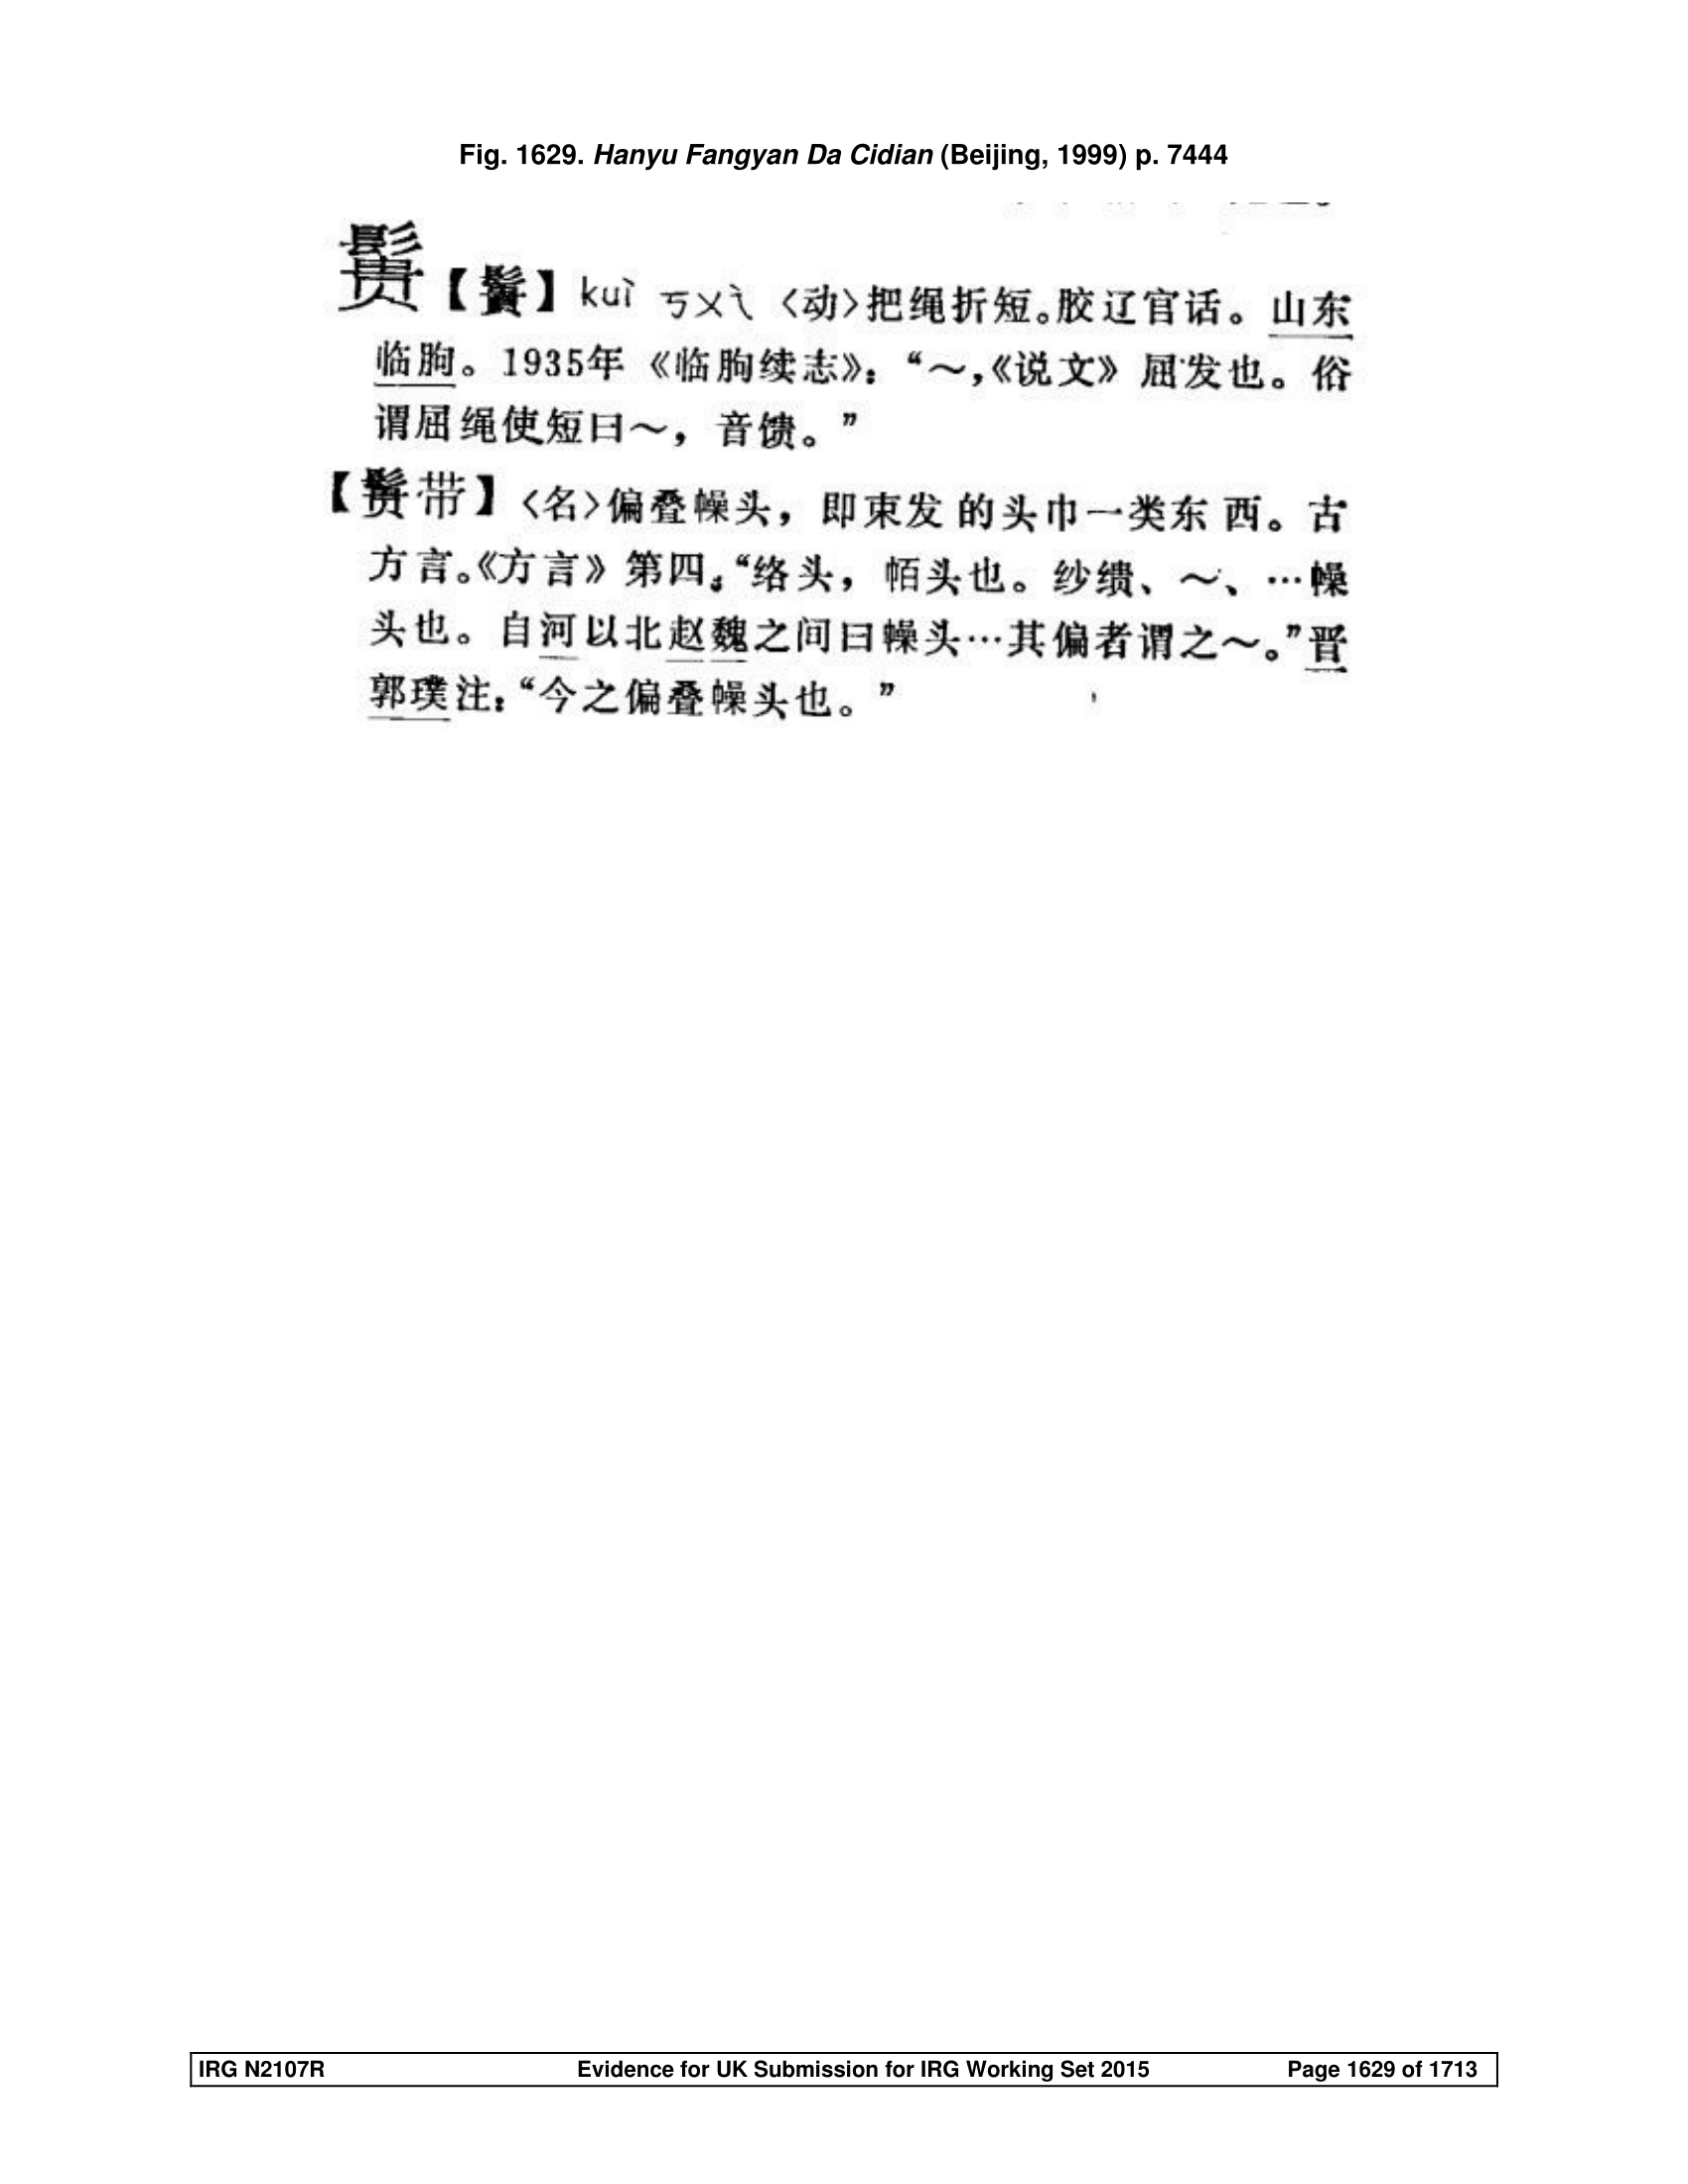 Fig. 1629. Hanyu Fangyan Da Cidian (Beijing, 1999) p. 7444
⿱髟贵【䰎】kuì ㄎㄨㄟˋ〈动〉把绳折短。胶辽官话。山东
临朐。1935年《临朐续志》：“～，《说文》屈发也。俗
谓屈绳使短曰～，音馈。”
【⿱髟贵带】〈名〉偏叠幧头，即束发的头巾一类东西。古
方言。《方言》第四：“络头，帞头也。纱缋、～、…幧
头也。自河以北赵魏之间曰幧头…其偏者谓之～。”晋
郭璞注：“今之偏叠幧头也。”
IRG N2107R Evidence for UK Submission for IRG Working Set 2015 Page 1629 of 1713